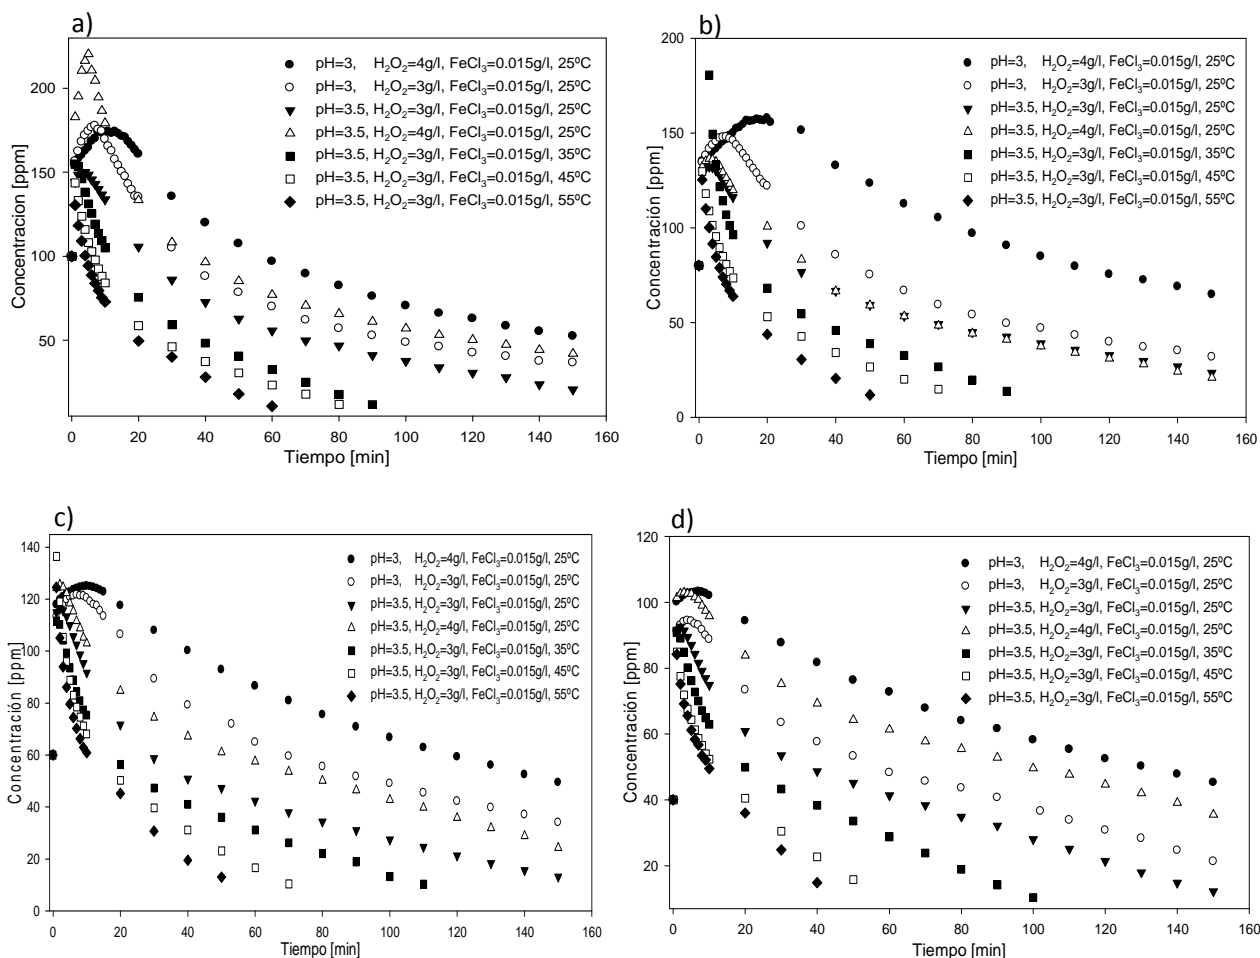 a)
pH=3, H₂O₂=4g/l, FeCl₃=0.015g/l, 25ºC
pH=3, H₂O₂=3g/l, FeCl₃=0.015g/l, 25ºC
pH=3.5, H₂O₂=3g/l, FeCl₃=0.015g/l, 25ºC
pH=3.5, H₂O₂=4g/l, FeCl₃=0.015g/l, 25ºC
pH=3.5, H₂O₂=3g/l, FeCl₃=0.015g/l, 35ºC
pH=3.5, H₂O₂=3g/l, FeCl₃=0.015g/l, 45ºC
pH=3.5, H₂O₂=3g/l, FeCl₃=0.015g/l, 55ºC
Concentracion [ppm]
200
150
100
50
0 20 40 60 80 100 120 140 160
Tiempo [min]
b)
pH=3, H₂O₂=4g/l, FeCl₃=0.015g/l, 25ºC
pH=3, H₂O₂=3g/l, FeCl₃=0.015g/l, 25ºC
pH=3.5, H₂O₂=3g/l, FeCl₃=0.015g/l, 25ºC
pH=3.5, H₂O₂=4g/l, FeCl₃=0.015g/l, 25ºC
pH=3.5, H₂O₂=3g/l, FeCl₃=0.015g/l, 35ºC
pH=3.5, H₂O₂=3g/l, FeCl₃=0.015g/l, 45ºC
pH=3.5, H₂O₂=3g/l, FeCl₃=0.015g/l, 55ºC
Concentración [ppm]
200
150
100
50
0
0 20 40 60 80 100 120 140 160
Tiempo [min]
c)
pH=3, H₂O₂=4g/l, FeCl₃=0.015g/l, 25ºC
pH=3, H₂O₂=3g/l, FeCl₃=0.015g/l, 25ºC
pH=3.5, H₂O₂=3g/l, FeCl₃=0.015g/l, 25ºC
pH=3.5, H₂O₂=4g/l, FeCl₃=0.015g/l, 25ºC
pH=3.5, H₂O₂=3g/l, FeCl₃=0.015g/l, 35ºC
pH=3.5, H₂O₂=3g/l, FeCl₃=0.015g/l, 45ºC
pH=3.5, H₂O₂=3g/l, FeCl₃=0.015g/l, 55ºC
Concentración [ppm]
140
120
100
80
60
40
20
0
0 20 40 60 80 100 120 140 160
Tiempo [min]
d)
pH=3, H₂O₂=4g/l, FeCl₃=0.015g/l, 25ºC
pH=3, H₂O₂=3g/l, FeCl₃=0.015g/l, 25ºC
pH=3.5, H₂O₂=3g/l, FeCl₃=0.015g/l, 25ºC
pH=3.5, H₂O₂=4g/l, FeCl₃=0.015g/l, 25ºC
pH=3.5, H₂O₂=3g/l, FeCl₃=0.015g/l, 35ºC
pH=3.5, H₂O₂=3g/l, FeCl₃=0.015g/l, 45ºC
pH=3.5, H₂O₂=3g/l, FeCl₃=0.015g/l, 55ºC
Concentración [ppm]
120
100
80
60
40
20
0 20 40 60 80 100 120 140 160
Tiempo [min]